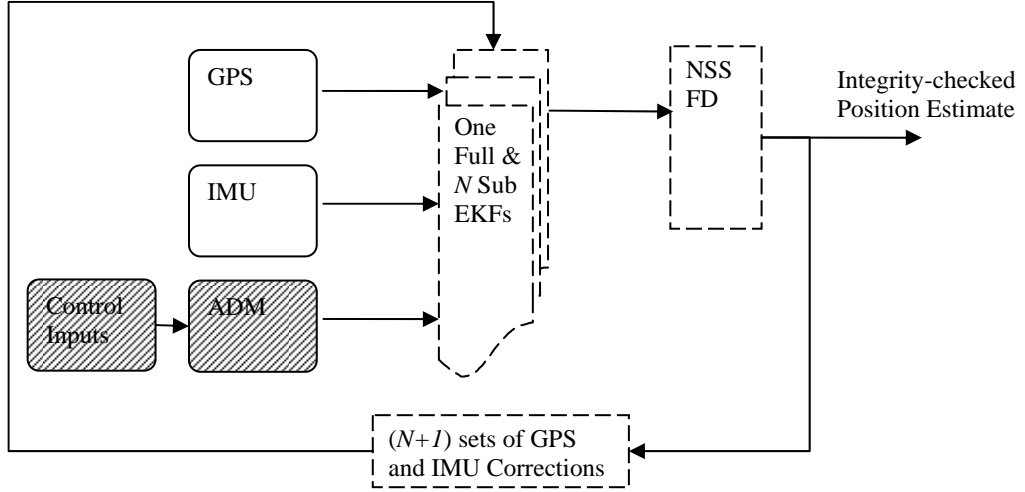 GPS
IMU
Control
Inputs
ADM
One
Full &
N Sub
EKFs
NSS
FD
Integrity-checked
Position Estimate
(N+1) sets of GPS
and IMU Corrections